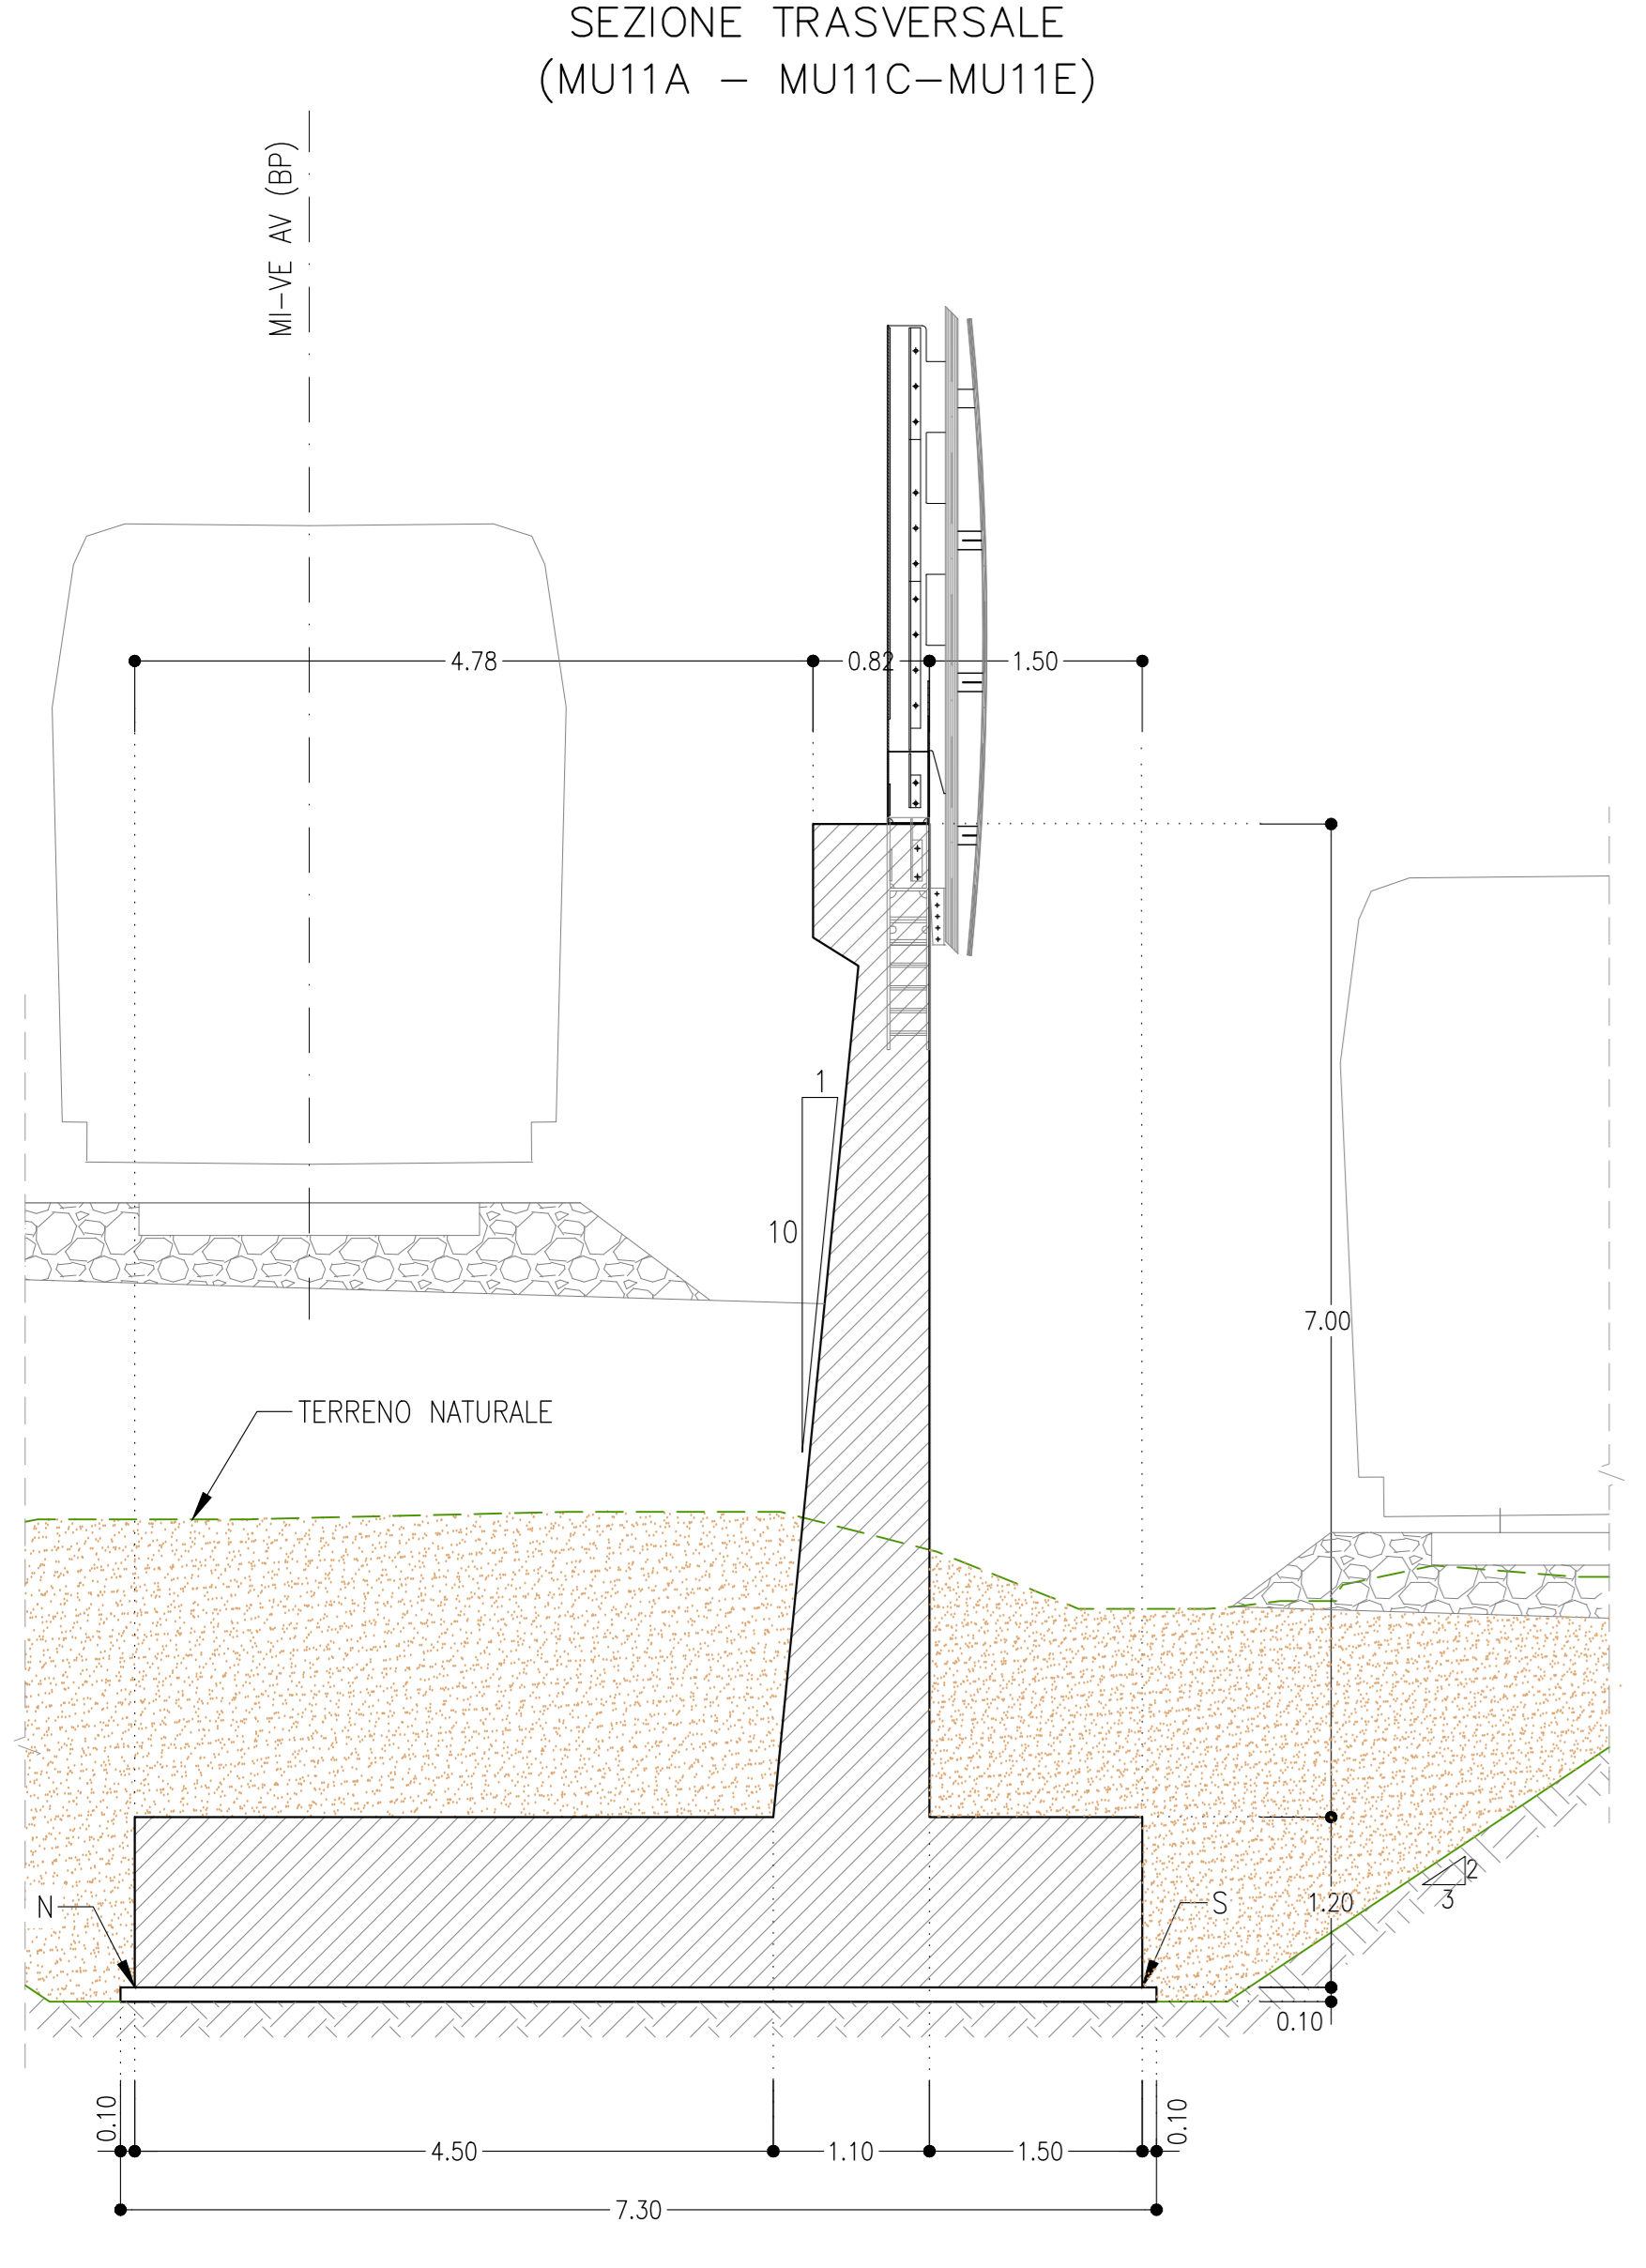 SEZIONE TRASVERSALE
(MU11A - MU11C-MU11E)
MI-VE AV (BP)
4.78
0.82
1.50
1
10
7.00
TERRENO NATURALE
N
S
2
3
1.20
0.10
0.10
4.50
1.10
1.50
0.10
7.30